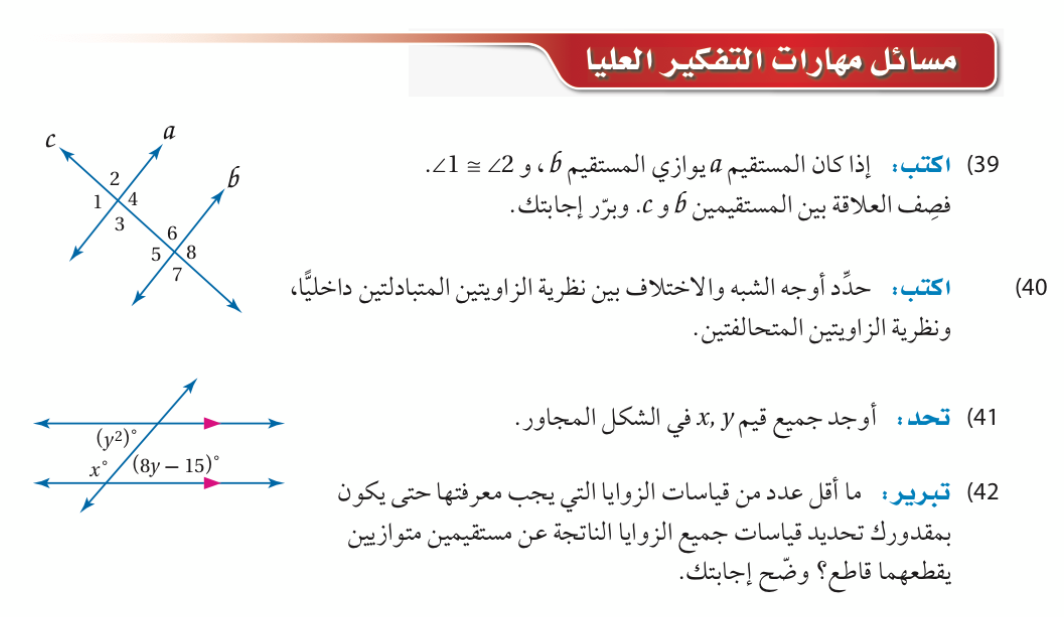 مسائل مهارات التفكير العليا
39) اكتب: إذا كان المستقيم a يوازي المستقيم b ، و ∠1 ≅ ∠2.
فصِف العلاقة بين المستقيمين b و c. وبرّر إجابتك.
c
a
b
2
1
4
3
6
5
8
7
40) اكتب: حدِّد أوجه الشبه والاختلاف بين نظرية الزاويتين المتبادلتين داخليًّا،
ونظرية الزاويتين المتحالفتين.
41) تحد: أوجد جميع قيم x, y في الشكل المجاور.
(y²)°
x°
(8y − 15)°
42) تبرير: ما أقل عدد من قياسات الزوايا التي يجب معرفتها حتى يكون
بمقدورك تحديد قياسات جميع الزوايا الناتجة عن مستقيمين متوازيين
يقطعهما قاطع؟ وضّح إجابتك.